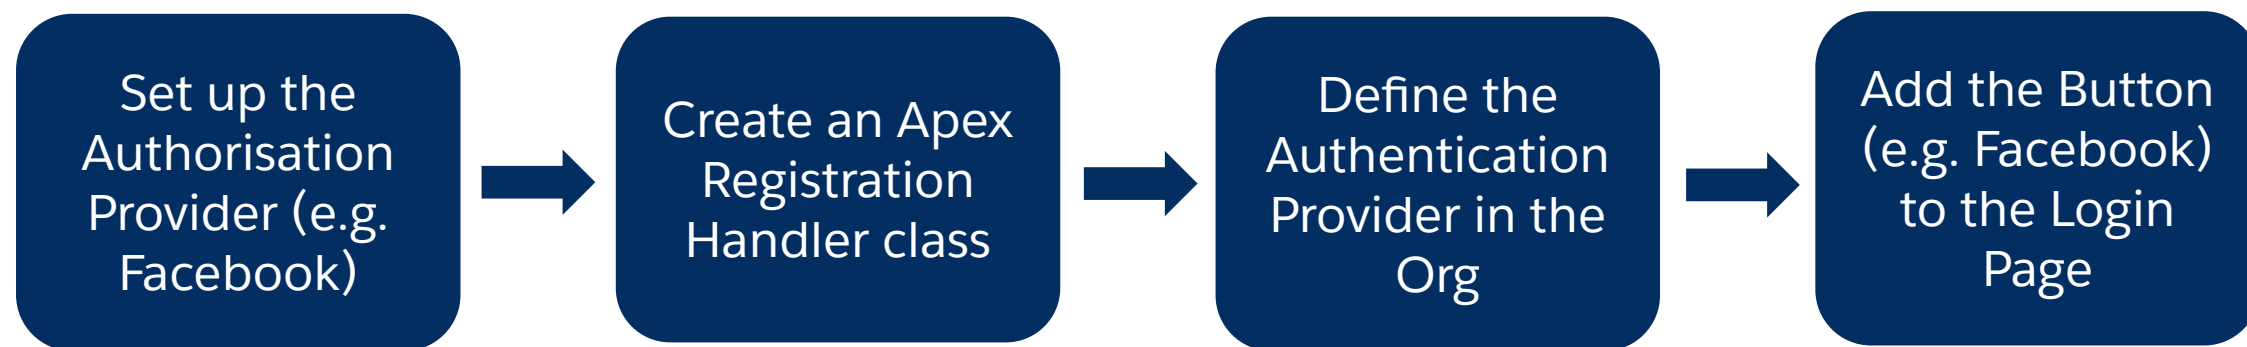 Set up the
Authorisation
Provider (e.g.
Facebook)
Create an Apex
Registration
Handler class
Define the
Authentication
Provider in the
Org
Add the Button
(e.g. Facebook)
to the Login
Page